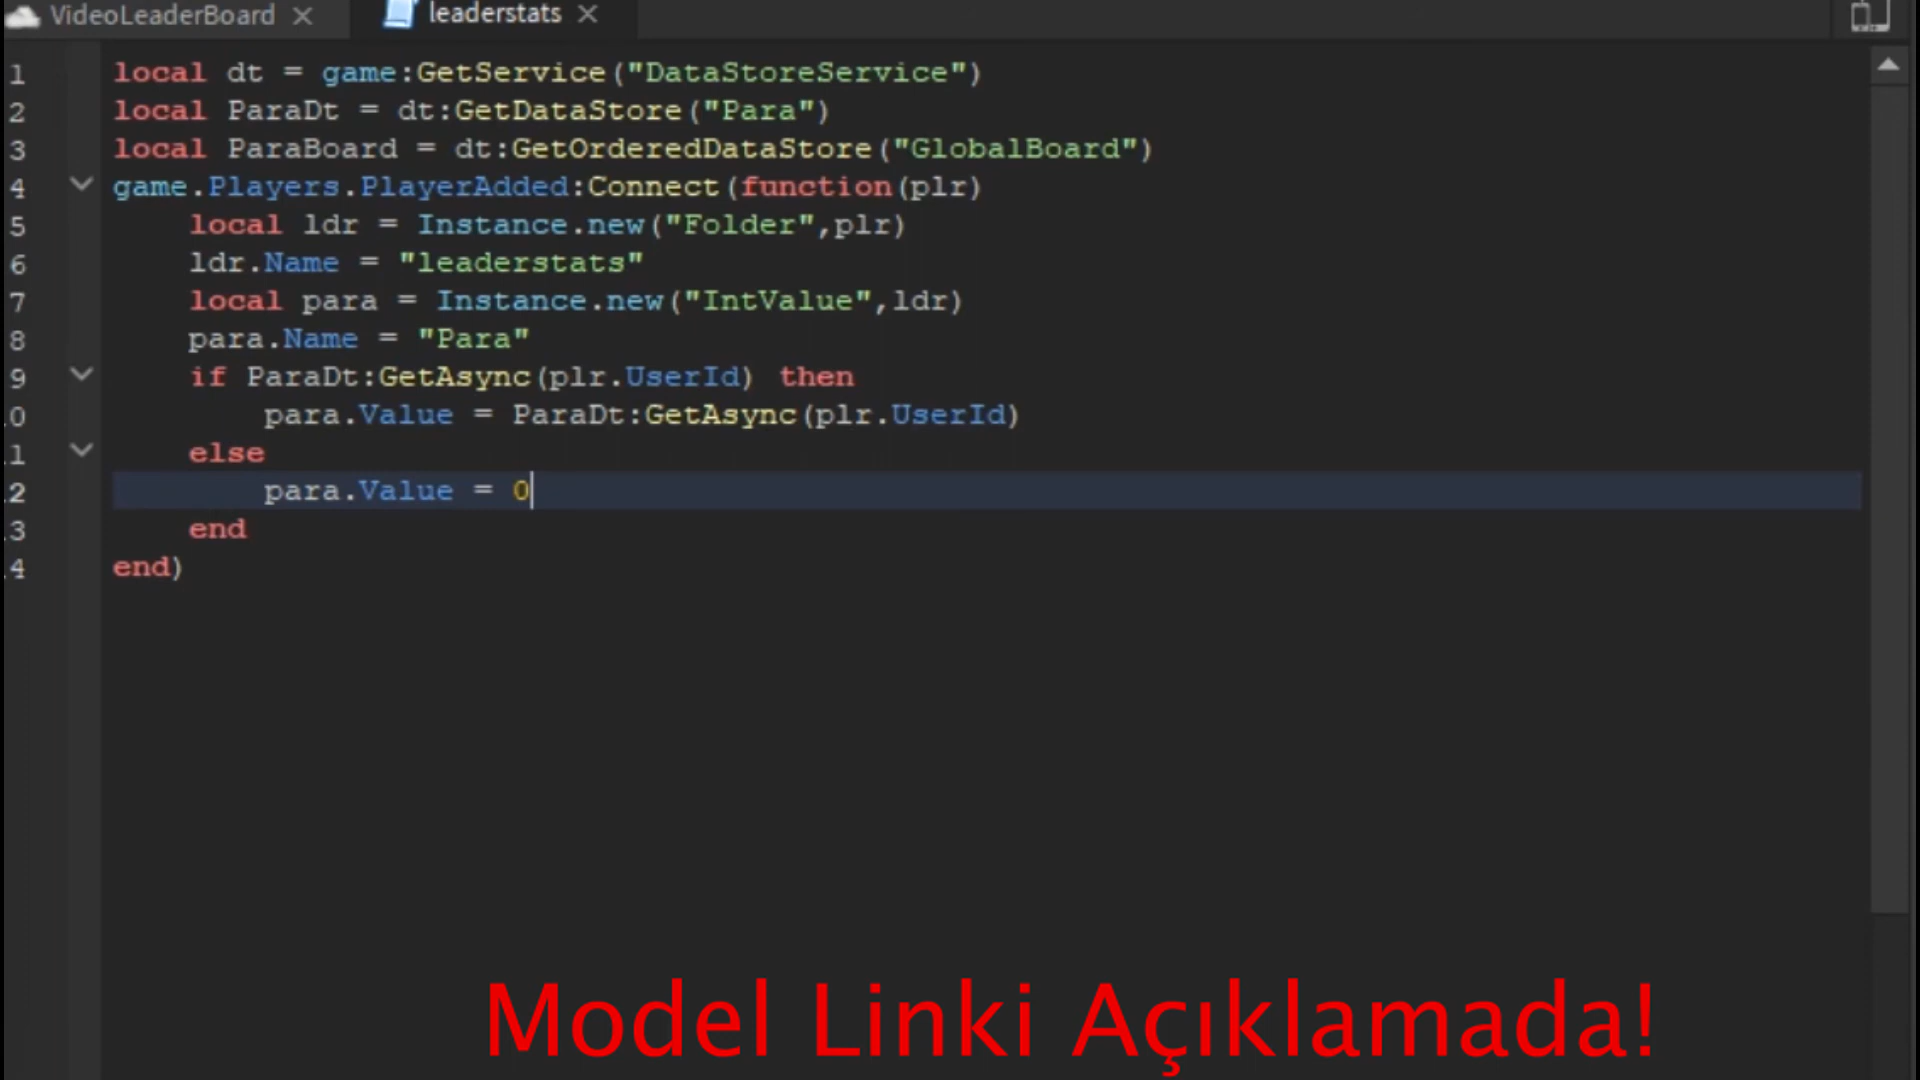 VideoLeaderBoard × leaderstats ×
1 local dt = game:GetService("DataStoreService")
2 local ParaDt = dt:GetDataStore("Para")
3 local ParaBoard = dt:GetOrderedDataStore("GlobalBoard")
4 game.Players.PlayerAdded:Connect(function(plr)
5 local ldr = Instance.new("Folder",plr)
6 ldr.Name = "leaderstats"
7 local para = Instance.new("IntValue",ldr)
8 para.Name = "Para"
9 if ParaDt:GetAsync(plr.UserId) then
0 para.Value = ParaDt:GetAsync(plr.UserId)
1 else
2 para.Value = 0
3 end
4 end)
Model Linki Açıklamada!